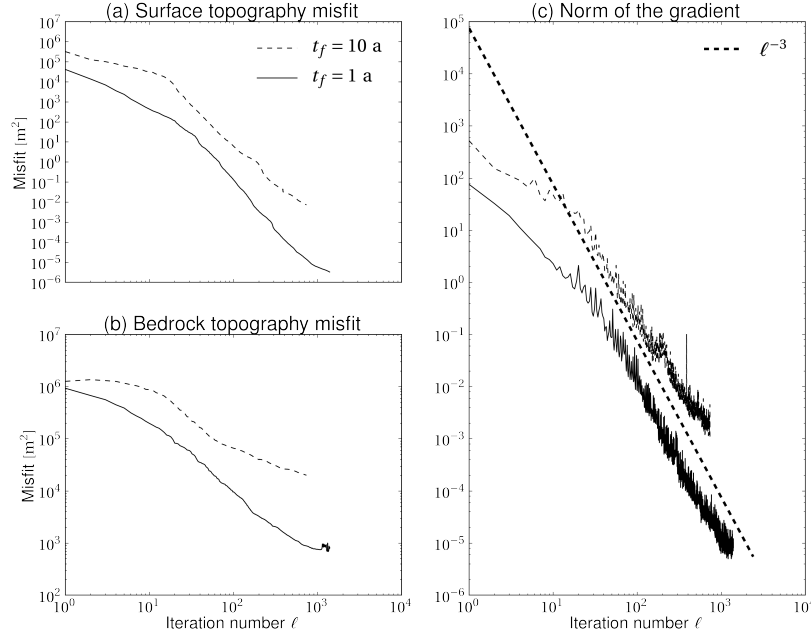 (a) Surface topography misfit
10^7
10^6
10^5
10^4
10^3
10^2
10^1
10^0
10^-1
10^-2
10^-3
10^-4
10^-5
10^-6
Misfit [m^2]
t_f = 10 a
t_f = 1 a
(b) Bedrock topography misfit
10^7
10^6
10^5
10^4
10^3
10^2
Misfit [m^2]
10^0 10^1 10^2 10^3 10^4
Iteration number ℓ
(c) Norm of the gradient
10^5
10^4
10^3
10^2
10^1
10^0
10^-1
10^-2
10^-3
10^-4
10^-5
10^-6
ℓ^-3
10^0 10^1 10^2 10^3 10
Iteration number ℓ